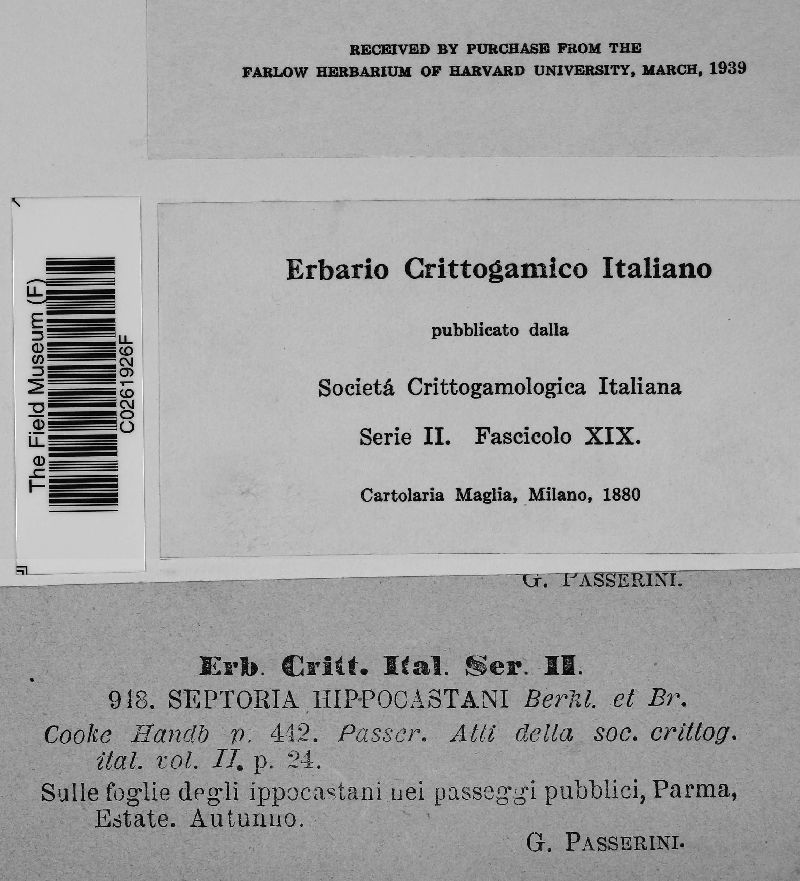 RECEIVED BY PURCHASE FROM THE
FARLOW HERBARIUM OF HARVARD UNIVERSITY, MARCH, 1939
The Field Museum (F)
C0261926F
Erbario Crittogamico Italiano
pubblicato dalla
Societá Crittogamologica Italiana
Serie II. Fascicolo XIX.
Cartolaria Maglia, Milano, 1880
G. PASSERINI.
Erb. Critt. Ital. Ser. II.
918. SEPTORIA HIPPOCASTANI Berkl. et Br.
Cooke Handb p. 442. Passer. Atti della soc. crittog.
ital. vol. II. p. 24.
Sulle foglie degli ippocastani nei passeggi pubblici, Parma,
Estate. Autunno.
G. PASSERINI.